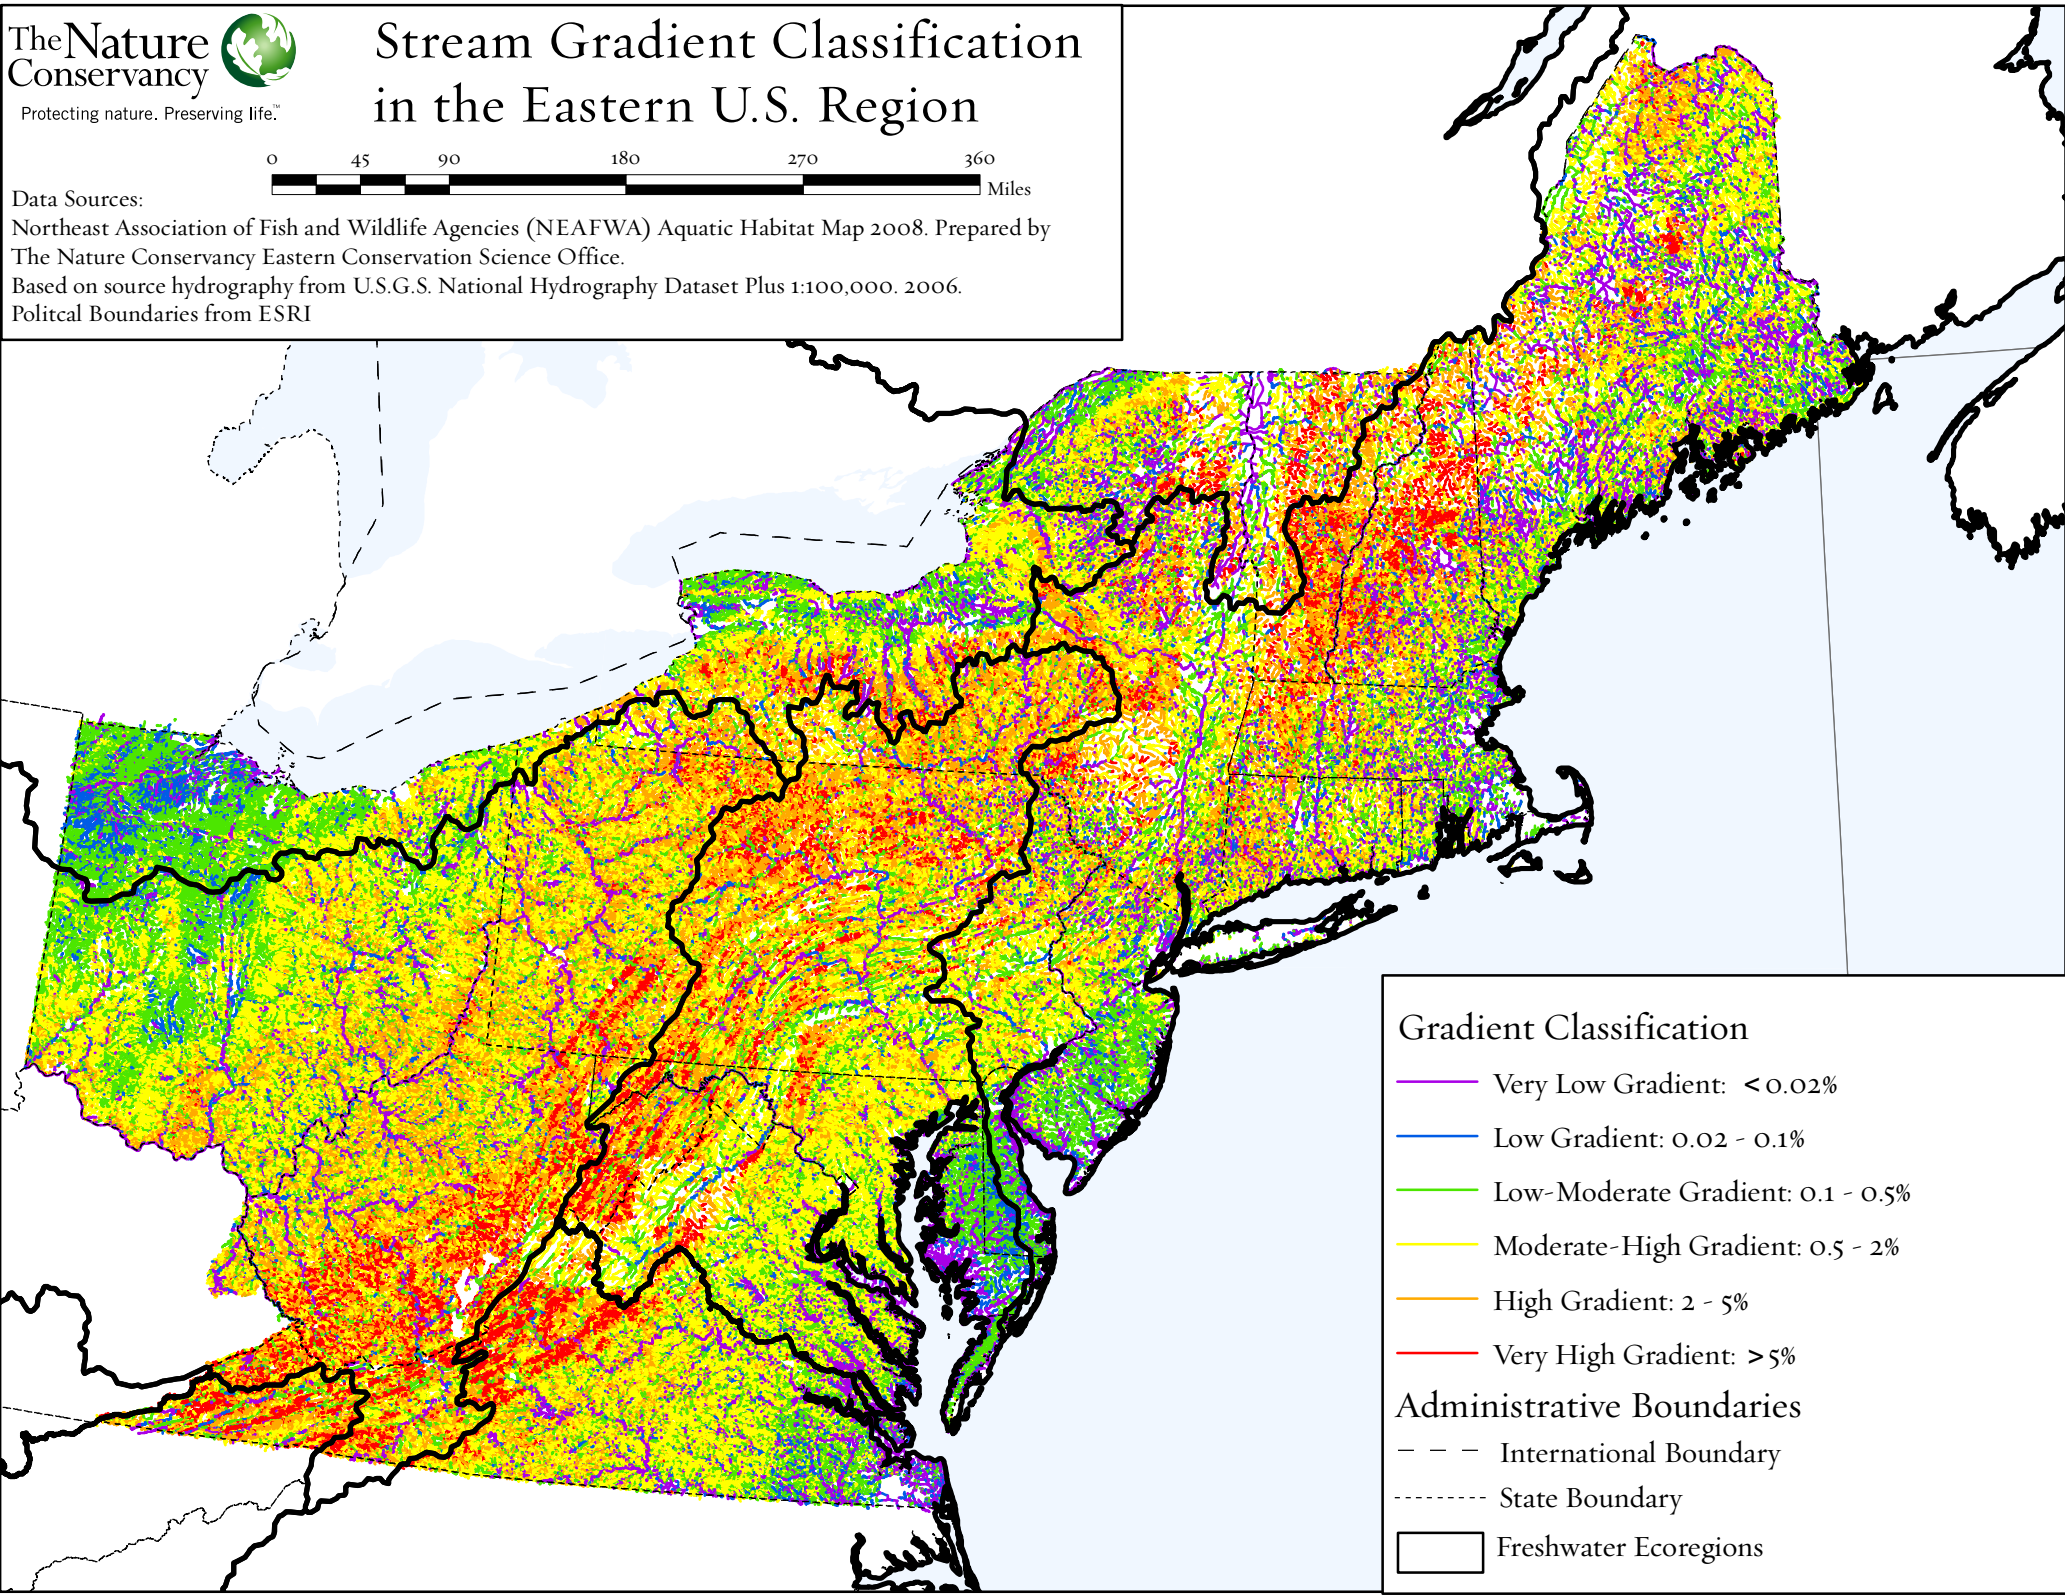 The Nature
Conservancy
Protecting nature. Preserving life.™
Stream Gradient Classification
in the Eastern U.S. Region
0 45 90 180 270 360
Miles
Data Sources:
Northeast Association of Fish and Wildlife Agencies (NEAFWA) Aquatic Habitat Map 2008. Prepared by
The Nature Conservancy Eastern Conservation Science Office.
Based on source hydrography from U.S.G.S. National Hydrography Dataset Plus 1:100,000. 2006.
Politcal Boundaries from ESRI
Gradient Classification
Very Low Gradient: <0.02%
Low Gradient: 0.02 - 0.1%
Low-Moderate Gradient: 0.1 - 0.5%
Moderate-High Gradient: 0.5 - 2%
High Gradient: 2 - 5%
Very High Gradient: >5%
Administrative Boundaries
International Boundary
State Boundary
Freshwater Ecoregions